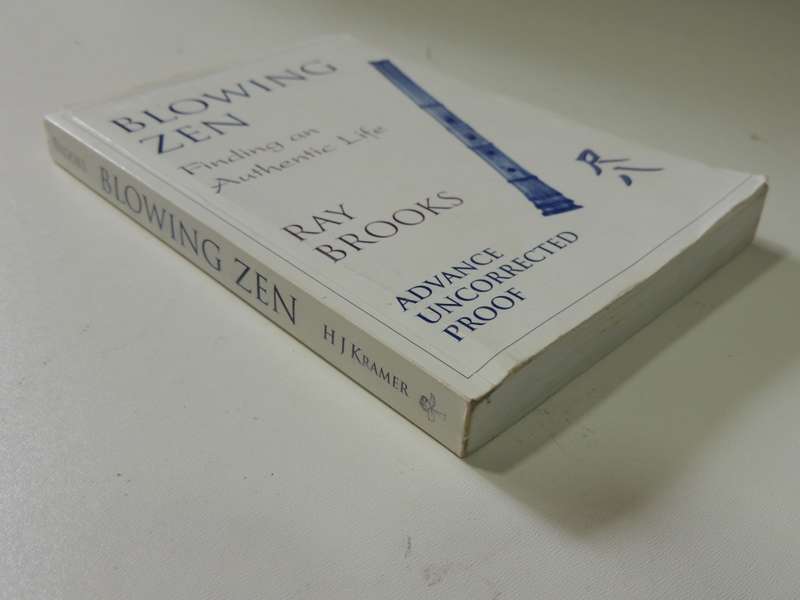 BLOWING
ZEN
Finding an
Authentic Life
RAY
BROOKS
尺八
ADVANCE
UNCORRECTED
PROOF
BROOKS BLOWING ZEN H J KRAMER